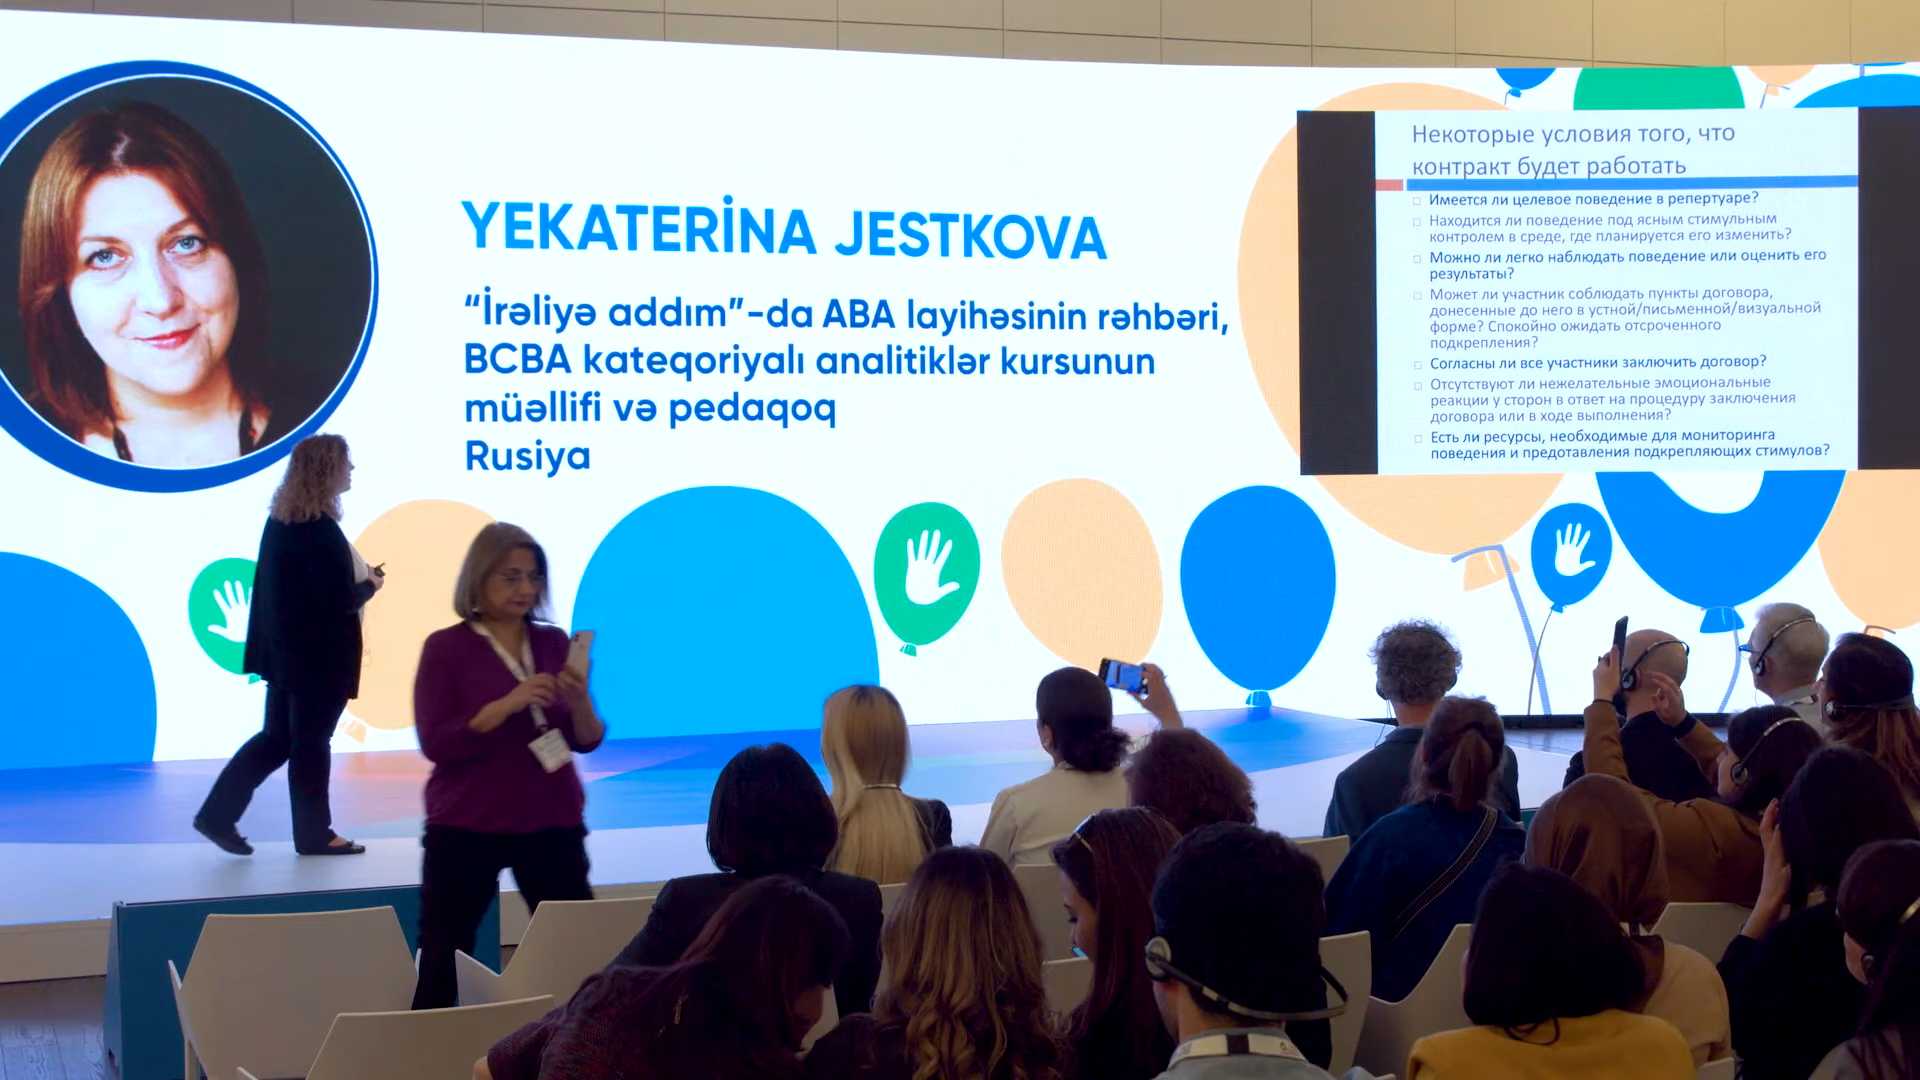 YEKATERİNA JESTKOVA
“İrəliyə addım”-da ABA layihəsinin rəhbəri,
BCBA kateqoriyalı analitiklər kursunun
müəllifi və pedaqoq
Rusiya
Некоторые условия того, что
контракт будет работать
Имеется ли целевое поведение в репертуаре?
Находится ли поведение под ясным стимульным
контролем в среде, где планируется его изменить?
Можно ли легко наблюдать поведение или оценить его
результаты?
Может ли участник соблюдать пункты договора,
донесенные до него в устной/письменной/визуальной
форме? Спокойно ожидать отсроченного
подкрепления?
Согласны ли все участники заключить договор?
Отсутствуют ли нежелательные эмоциональные
реакции у сторон в ответ на процедуру заключения
договора или в ходе выполнения?
Есть ли ресурсы, необходимые для мониторинга
поведения и предотавления подкрепляющих стимулов?